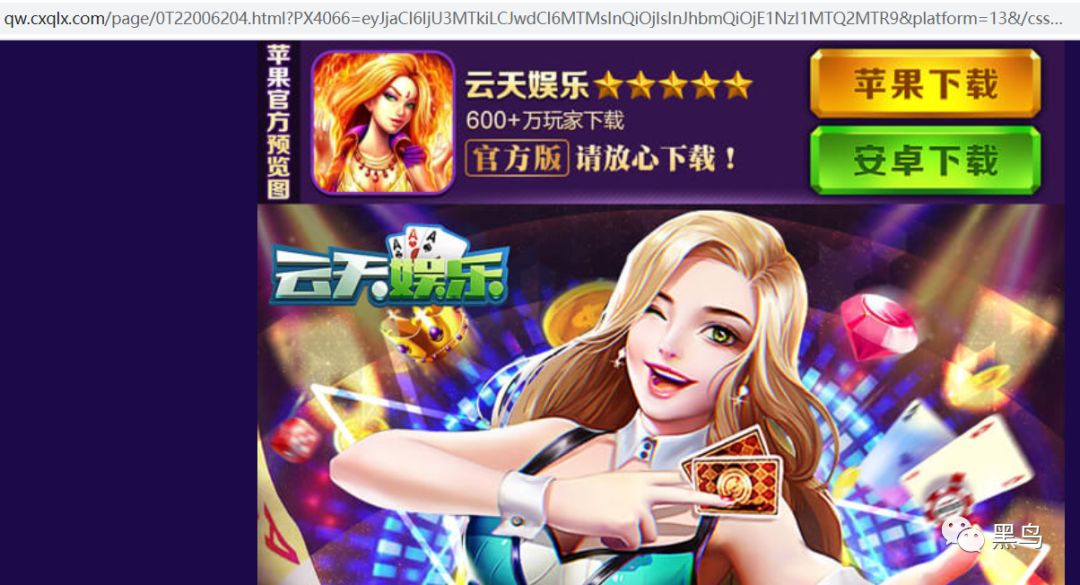 qw.cxqlx.com/page/0T22006204.html?PX4066=eyJjaCI6IjU3MTkiLCJwdCI6MTMsInQiOjIsInJhbmQiOjE1NzI1MTQ2MTR9&platform=13&/css...
苹果官方预览图
云天娱乐
600+万玩家下载
官方版 请放心下载!
苹果下载
安卓下载
云天娱乐
A A A
A
黑鸟